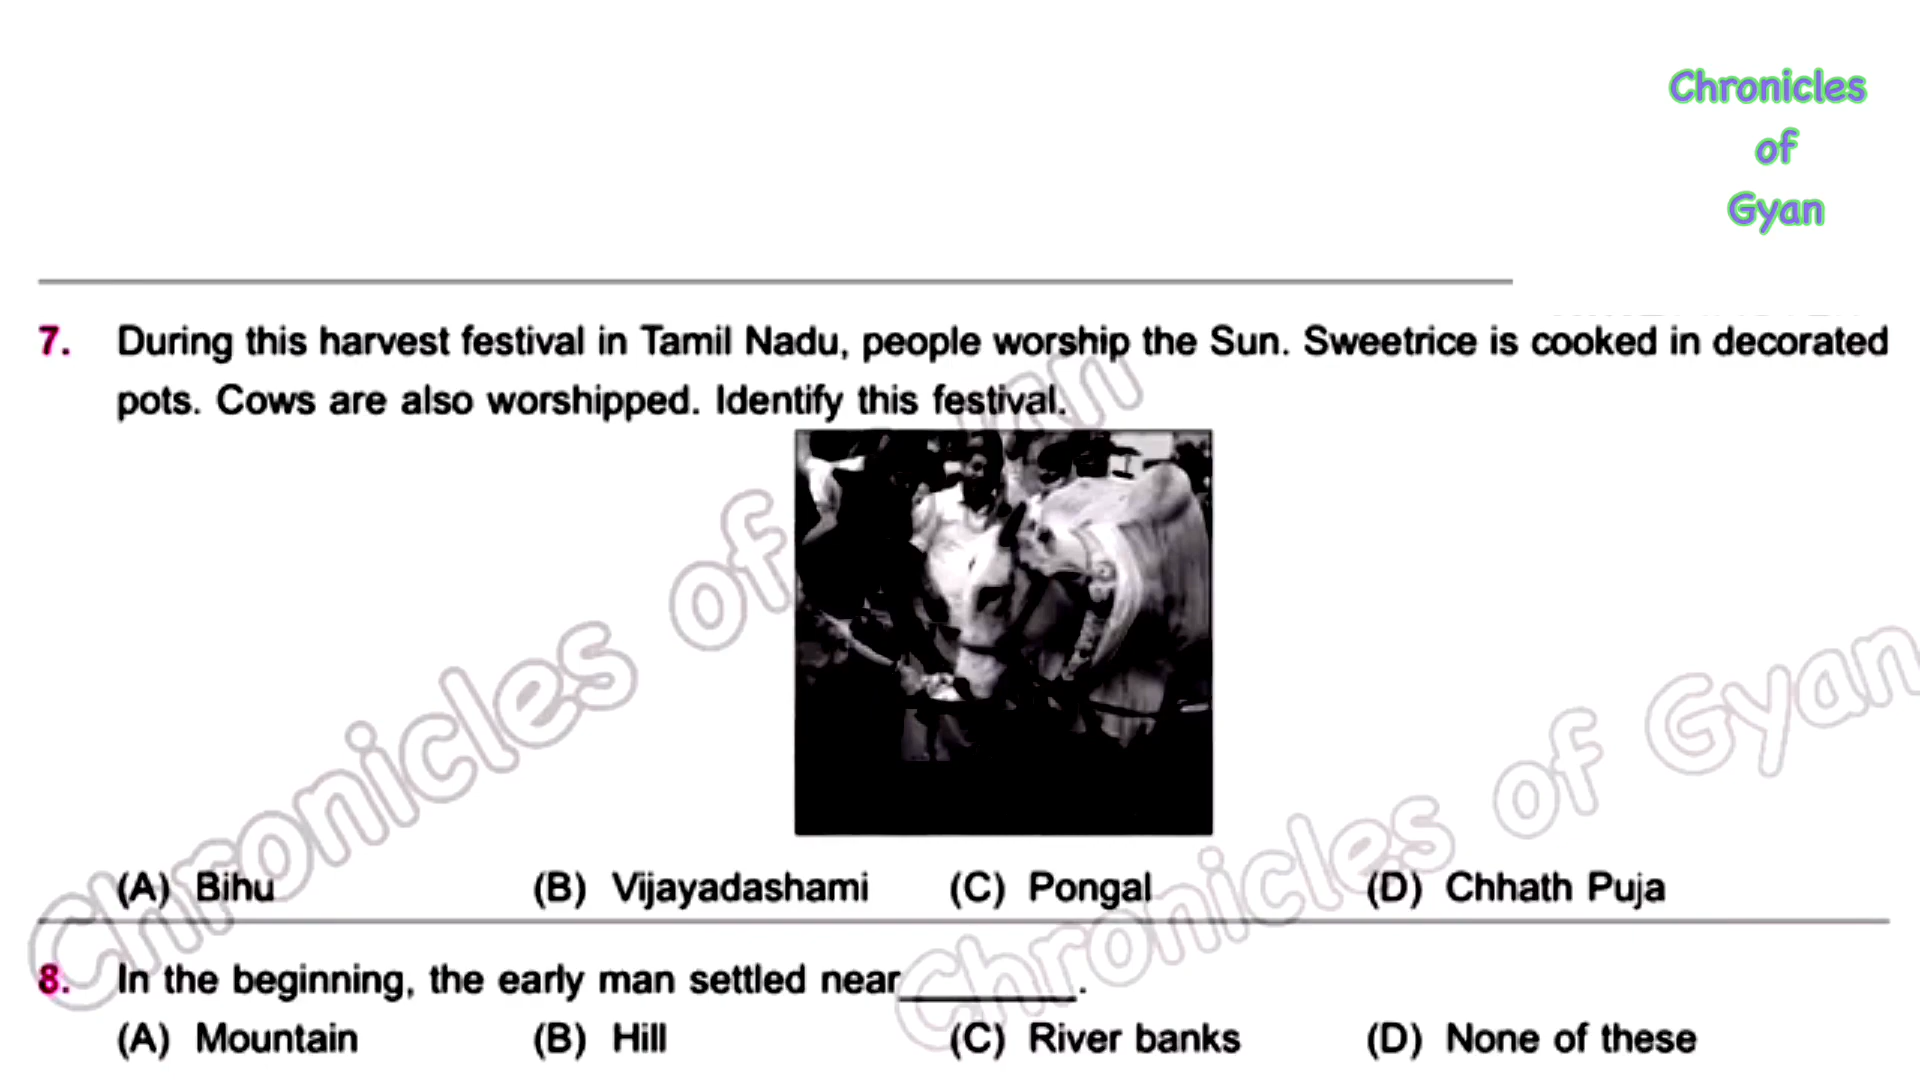 Chronicles
of
Gyan
7. During this harvest festival in Tamil Nadu, people worship the Sun. Sweetrice is cooked in decorated
pots. Cows are also worshipped. Identify this festival.
(A) Bihu (B) Vijayadashami (C) Pongal (D) Chhath Puja
8. In the beginning, the early man settled near________.
(A) Mountain (B) Hill (C) River banks (D) None of these
Chronicles of Gyan
Chronicles of Gyan